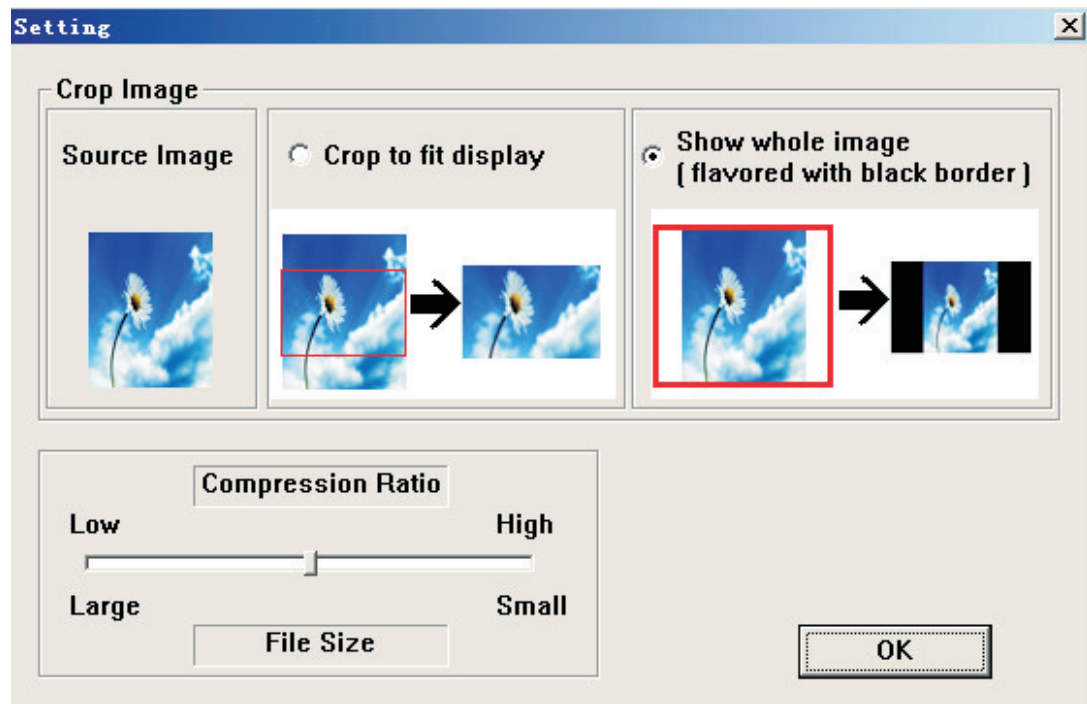 Setting
Crop Image
Source Image
Crop to fit display
Show whole image
( flavored with black border )
Compression Ratio
Low High
Large Small
File Size
OK